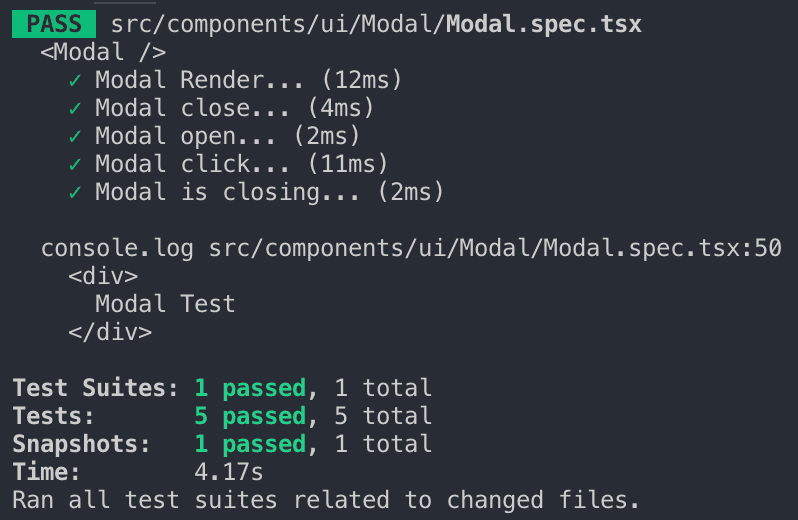 PASS src/components/ui/Modal/Modal.spec.tsx
<Modal />
✓ Modal Render... (12ms)
✓ Modal close... (4ms)
✓ Modal open... (2ms)
✓ Modal click... (11ms)
✓ Modal is closing... (2ms)
console.log src/components/ui/Modal/Modal.spec.tsx:50
<div>
Modal Test
</div>
Test Suites: 1 passed, 1 total
Tests: 5 passed, 5 total
Snapshots: 1 passed, 1 total
Time: 4.17s
Ran all test suites related to changed files.